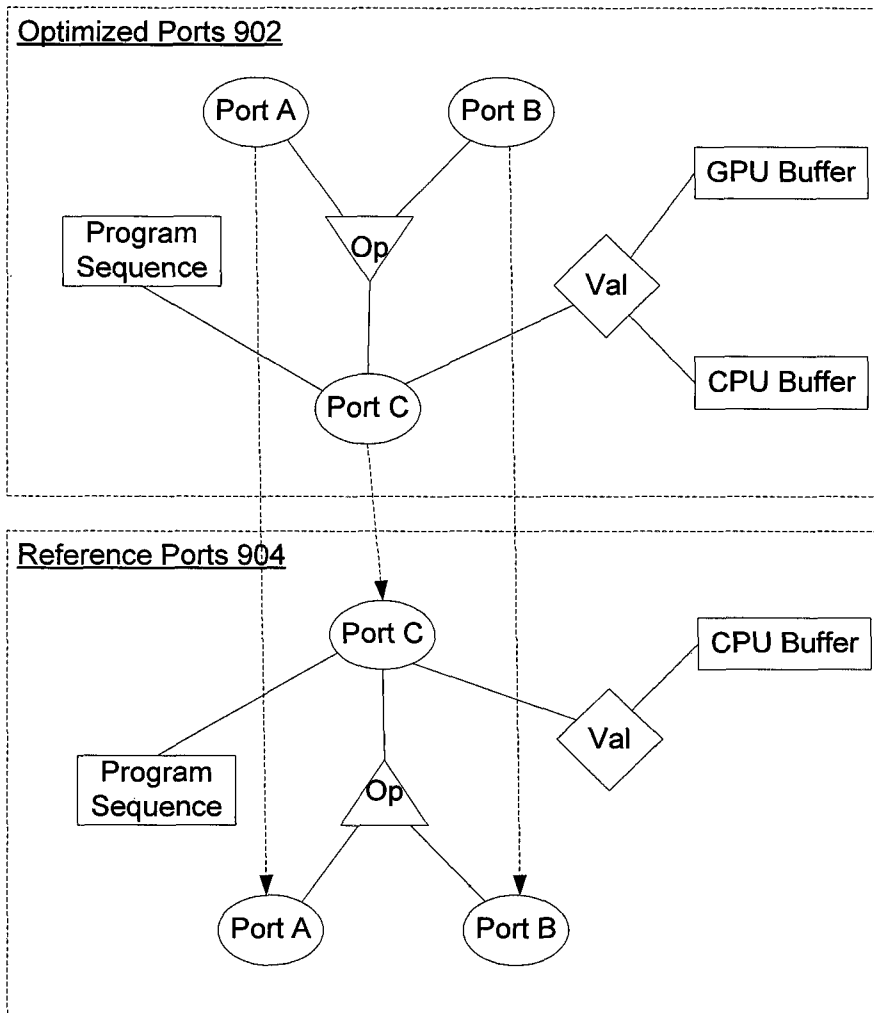 Optimized Ports 902
Port A
Port B
GPU Buffer
Program
Sequence
Op
Val
CPU Buffer
Port C
Reference Ports 904
Port C
CPU Buffer
Val
Program
Sequence
Op
Port A
Port B